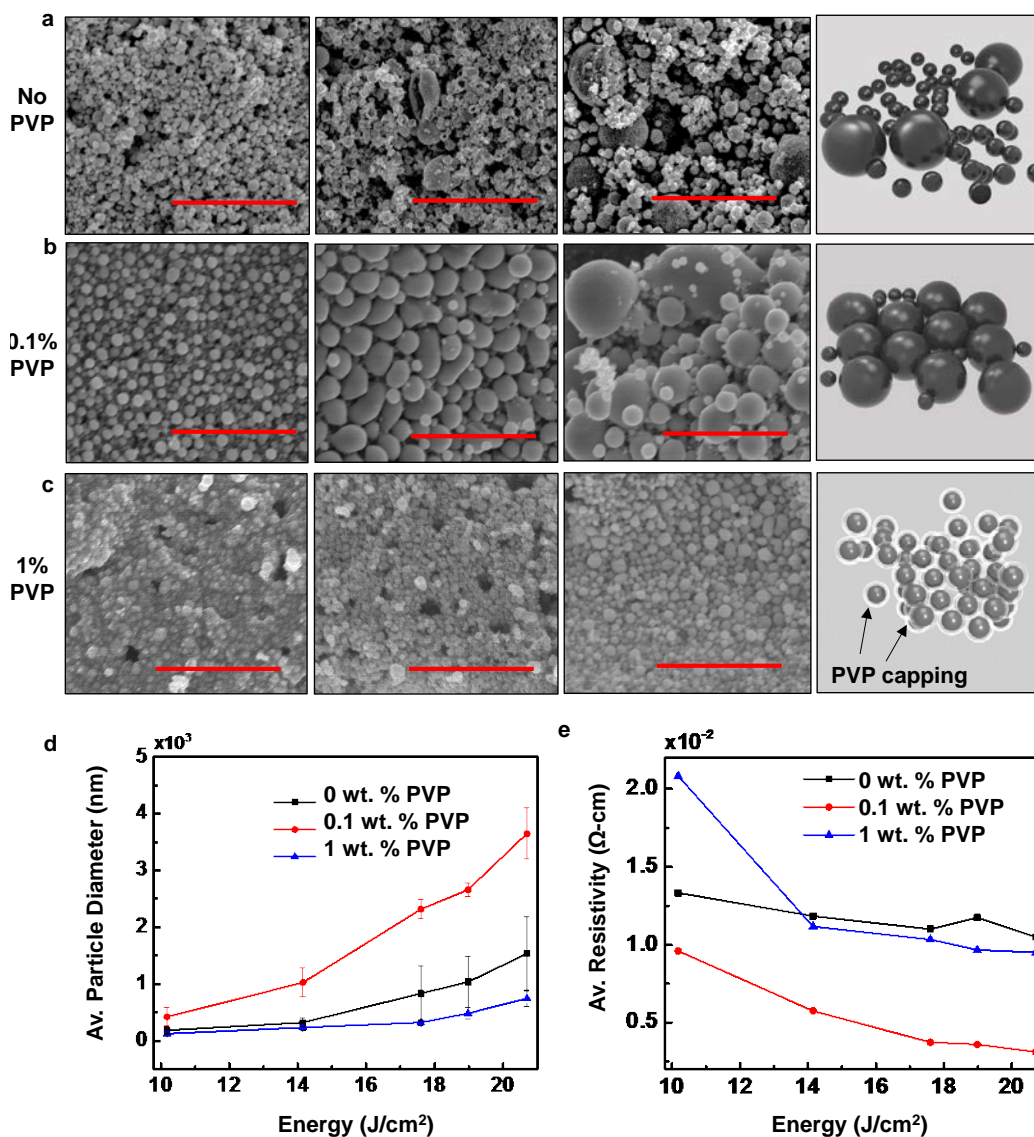 a
No
PVP
b
0.1%
PVP
c
1%
PVP
PVP capping
d
×10³
5
4
3
2
1
0
10
12
14
16
18
20
Av. Particle Diameter (nm)
Energy (J/cm²)
0 wt. % PVP
0.1 wt. % PVP
1 wt. % PVP
e
×10⁻²
2.0
1.5
1.0
0.5
10
12
14
16
18
20
Av. Resistivity (Ω-cm)
Energy (J/cm²)
0 wt. % PVP
0.1 wt. % PVP
1 wt. % PVP